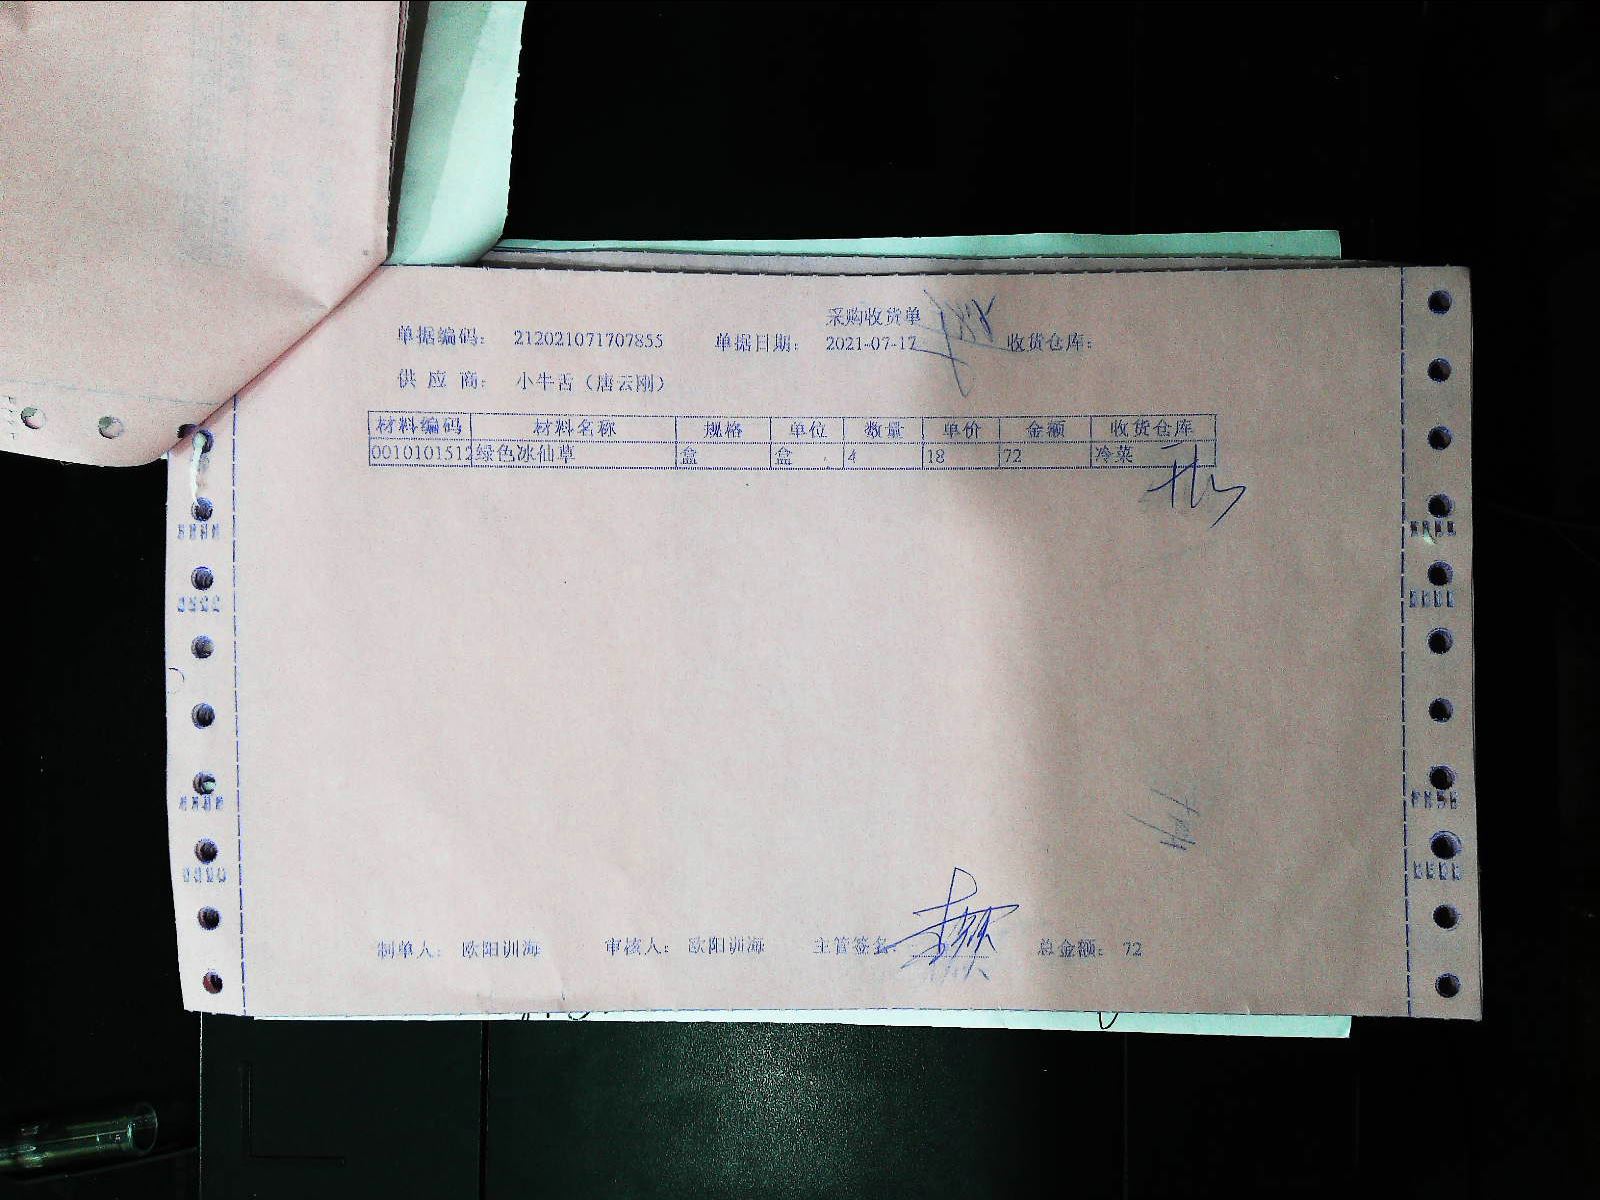 采购收货单
单据编码: 212021071707855 单据日期: 2021-07-17 收货仓库:
供 应 商: 小牛舌（唐云刚）
材料编码 材料名称 规格 单位 数量 单价 金额 收货仓库
0010101512 绿色冰仙草 盒 盒 4 18 72 冷菜
制单人: 欧阳训海 审核人: 欧阳训海 主管签名: 总金额: 72